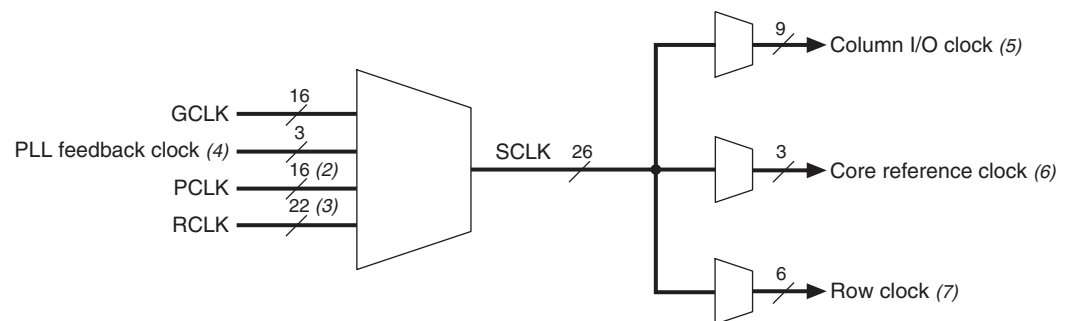 9
Column I/O clock (5)
16
GCLK
3
PLL feedback clock (4)
SCLK 26
3
Core reference clock (6)
16 (2)
PCLK
22 (3)
RCLK
6
Row clock (7)